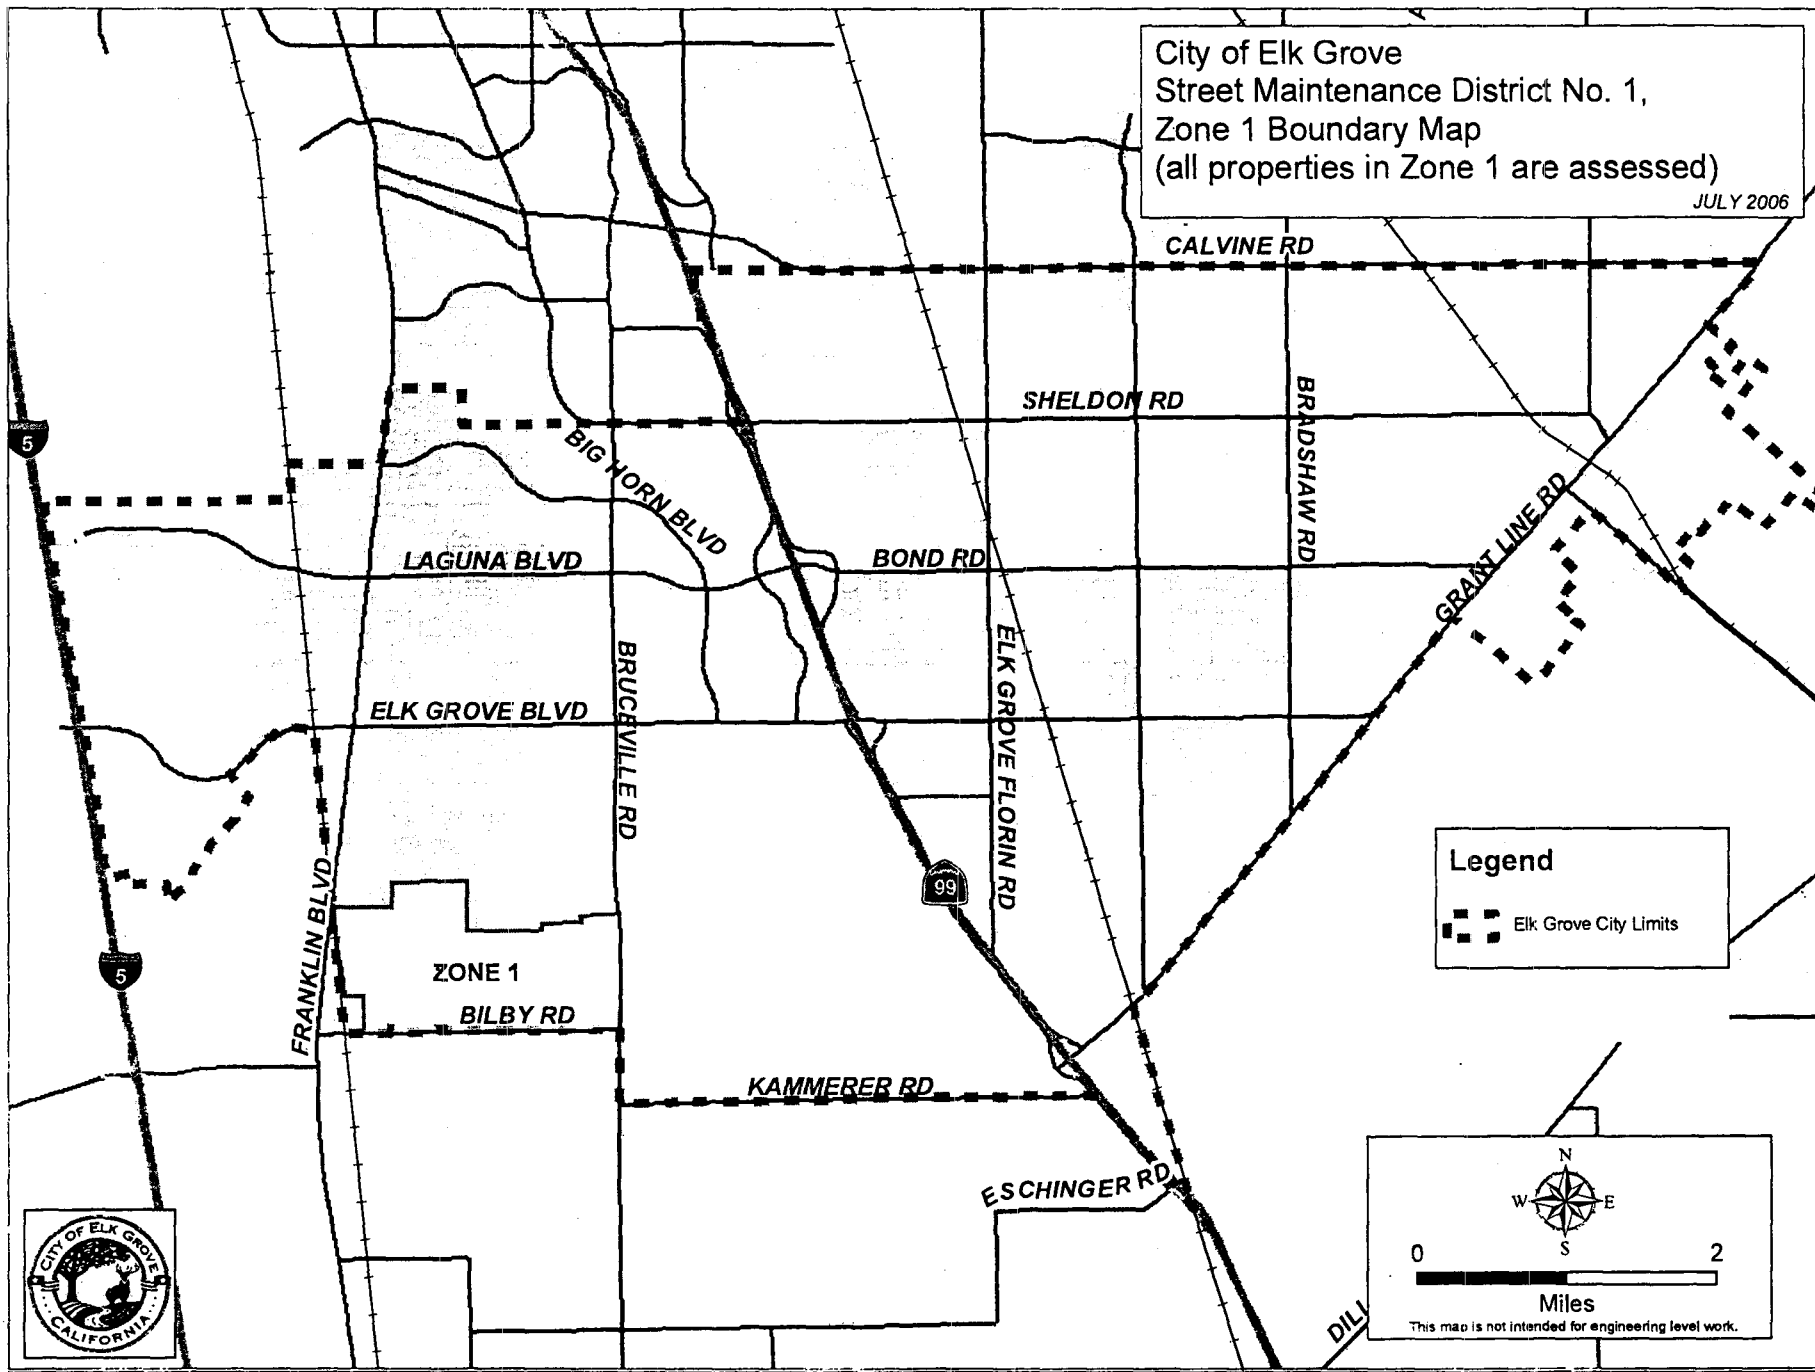 City of Elk Grove
Street Maintenance District No. 1,
Zone 1 Boundary Map
(all properties in Zone 1 are assessed)
JULY 2006
CALVINE RD
SHELDON RD
BRADSHAW RD
5
BIG HORN BLVD
GRANT LINE RD
LAGUNA BLVD
BOND RD
ELK GROVE FLORIN RD
BRUCEVILLE RD
ELK GROVE BLVD
Legend
Elk Grove City Limits
99
FRANKLIN BLVD
5
ZONE 1
BILBY RD
KAMMERER RD
ESCHINGER RD
N
W
E
S
0
2
Miles
This map is not intended for engineering level work.
CITY OF ELK GROVE
CALIFORNIA